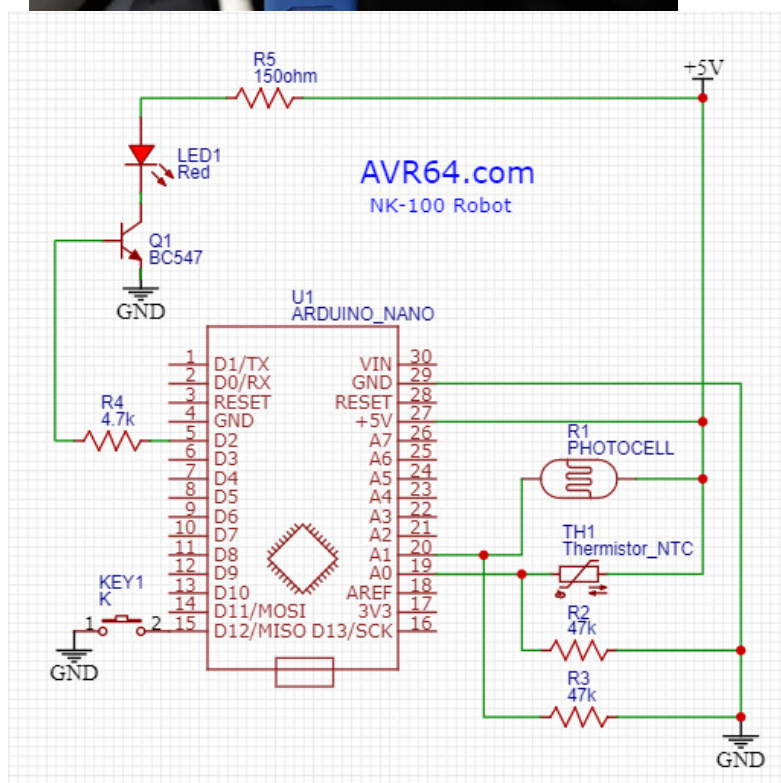 R5
150ohm
+5V
LED1
Red
AVR64.com
NK-100 Robot
Q1
BC547
GND
U1
ARDUINO_NANO
1 D1/TX VIN 30
2 D0/RX GND 29
3 RESET RESET 28
4 GND +5V 27
5 D2 A7 26
6 D3 A6 25
7 D4 A5 24
8 D5 A4 23
9 D6 A3 22
10 D7 A2 21
11 D8 A1 20
12 D9 A0 19
13 D10 AREF 18
14 D11/MOSI 3V3 17
15 D12/MISO D13/SCK 16
R4
4.7k
R1
PHOTOCELL
TH1
Thermistor_NTC
KEY1
K
1 2
GND
R2
47k
R3
47k
GND